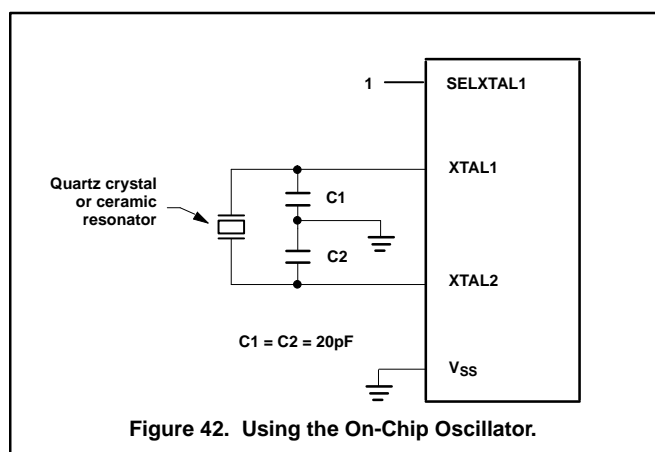 1
SELXTAL1
XTAL1
Quartz crystal
or ceramic
resonator
C1
C2
XTAL2
C1 = C2 = 20pF
VSS
Figure 42. Using the On-Chip Oscillator.